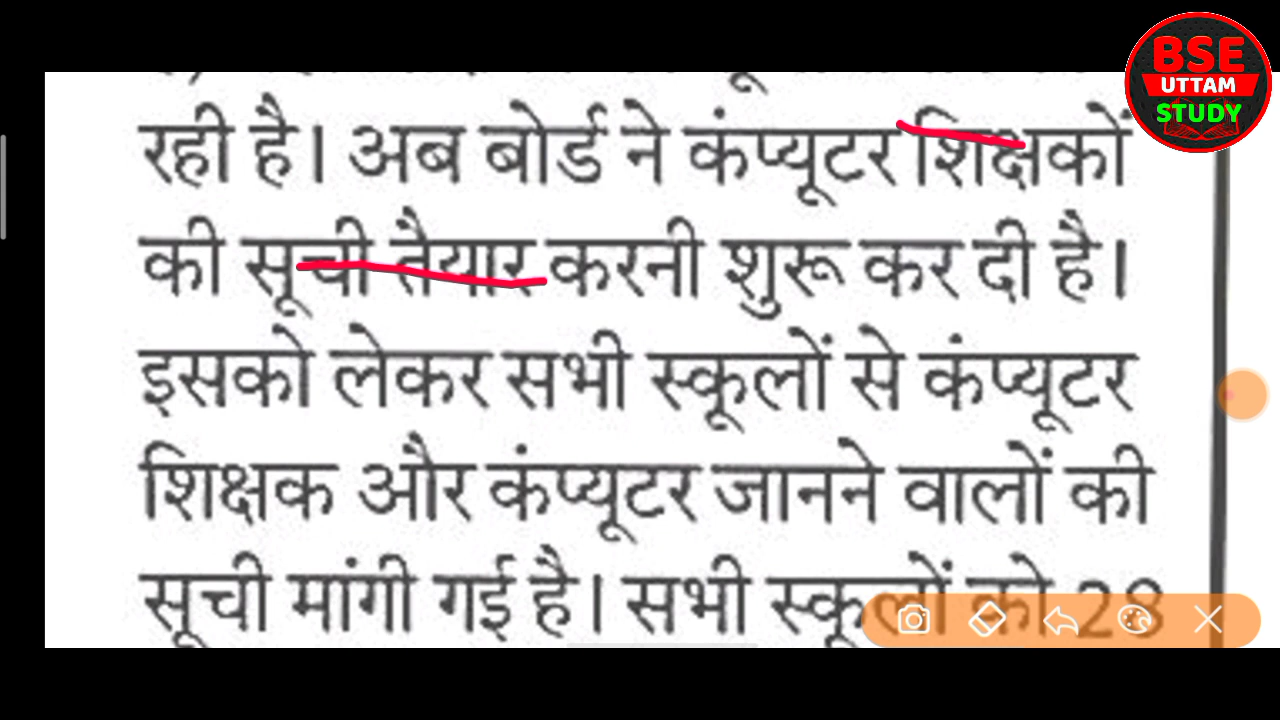 BSE
UTTAM
STUDY
रही है। अब बोर्ड ने कंप्यूटर शिक्षकों
की सूची तैयार करनी शुरू कर दी है।
इसको लेकर सभी स्कूलों से कंप्यूटर
शिक्षक और कंप्यूटर जानने वालों की
सूची मांगी गई है। सभी स्कूलों को 28